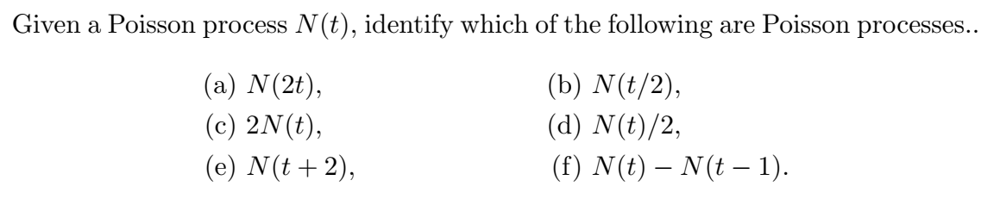 Given a Poisson process N(t), identify which of the following are Poisson processes..
(a) N(2t), (b) N(t/2),
(c) 2N(t), (d) N(t)/2,
(e) N(t + 2), (f) N(t) − N(t − 1).